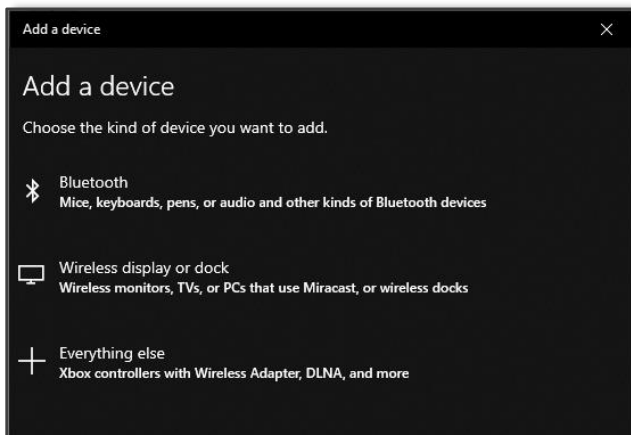 Add a device
Add a device
Choose the kind of device you want to add.
Bluetooth
Mice, keyboards, pens, or audio and other kinds of Bluetooth devices
Wireless display or dock
Wireless monitors, TVs, or PCs that use Miracast, or wireless docks
Everything else
Xbox controllers with Wireless Adapter, DLNA, and more